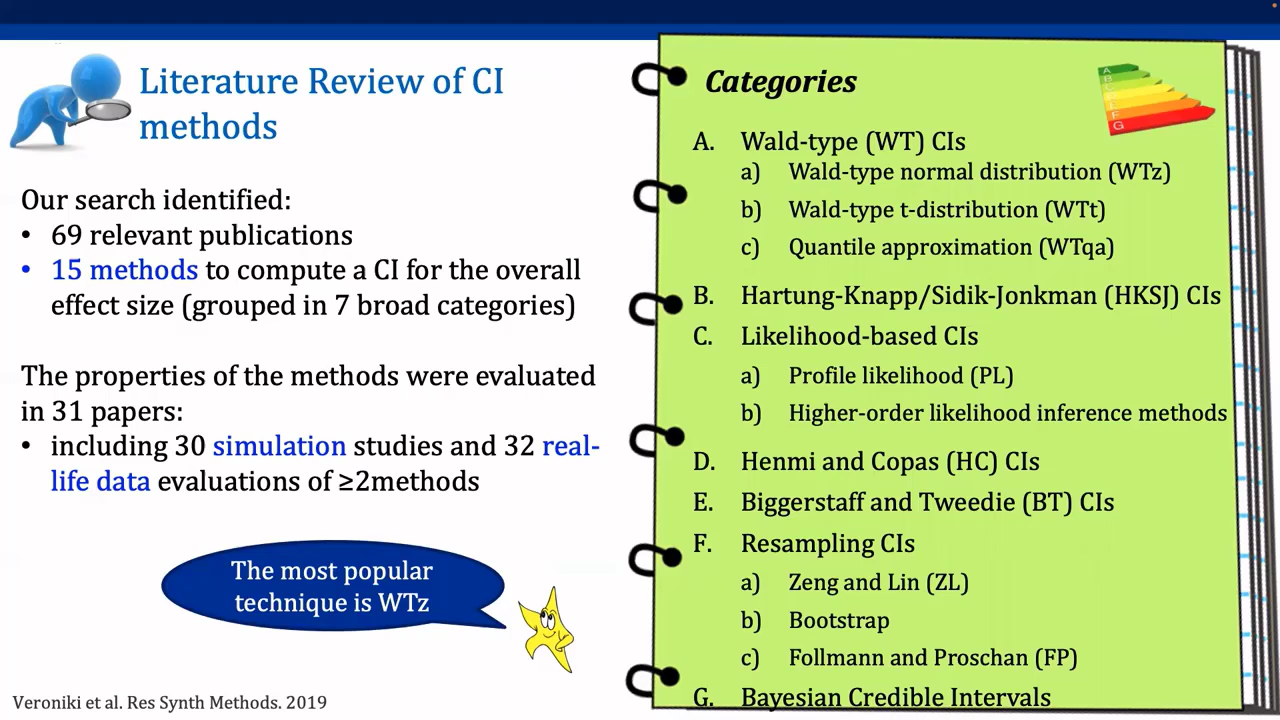 Literature Review of CI
methods
Our search identified:
• 69 relevant publications
• 15 methods to compute a CI for the overall
effect size (grouped in 7 broad categories)
The properties of the methods were evaluated
in 31 papers:
• including 30 simulation studies and 32 real-
life data evaluations of ≥2methods
The most popular
technique is WTz
Veroniki et al. Res Synth Methods. 2019
Categories
A. Wald-type (WT) CIs
a) Wald-type normal distribution (WTz)
b) Wald-type t-distribution (WTt)
c) Quantile approximation (WTqa)
B. Hartung-Knapp/Sidik-Jonkman (HKSJ) CIs
C. Likelihood-based CIs
a) Profile likelihood (PL)
b) Higher-order likelihood inference methods
D. Henmi and Copas (HC) CIs
E. Biggerstaff and Tweedie (BT) CIs
F. Resampling CIs
a) Zeng and Lin (ZL)
b) Bootstrap
c) Follmann and Proschan (FP)
G. Bayesian Credible Intervals
A
B
C
D
E
F
G